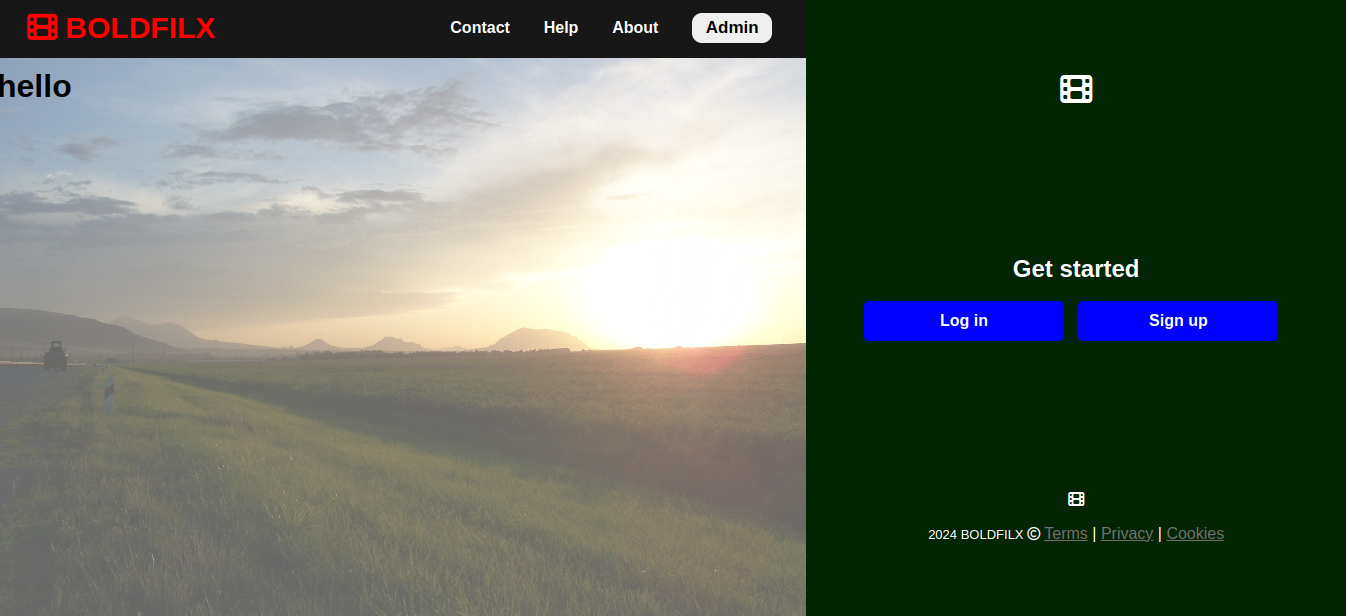 BOLDFILX
Contact Help About Admin
hello
Get started
Log in Sign up
2024 BOLDFILX © Terms | Privacy | Cookies